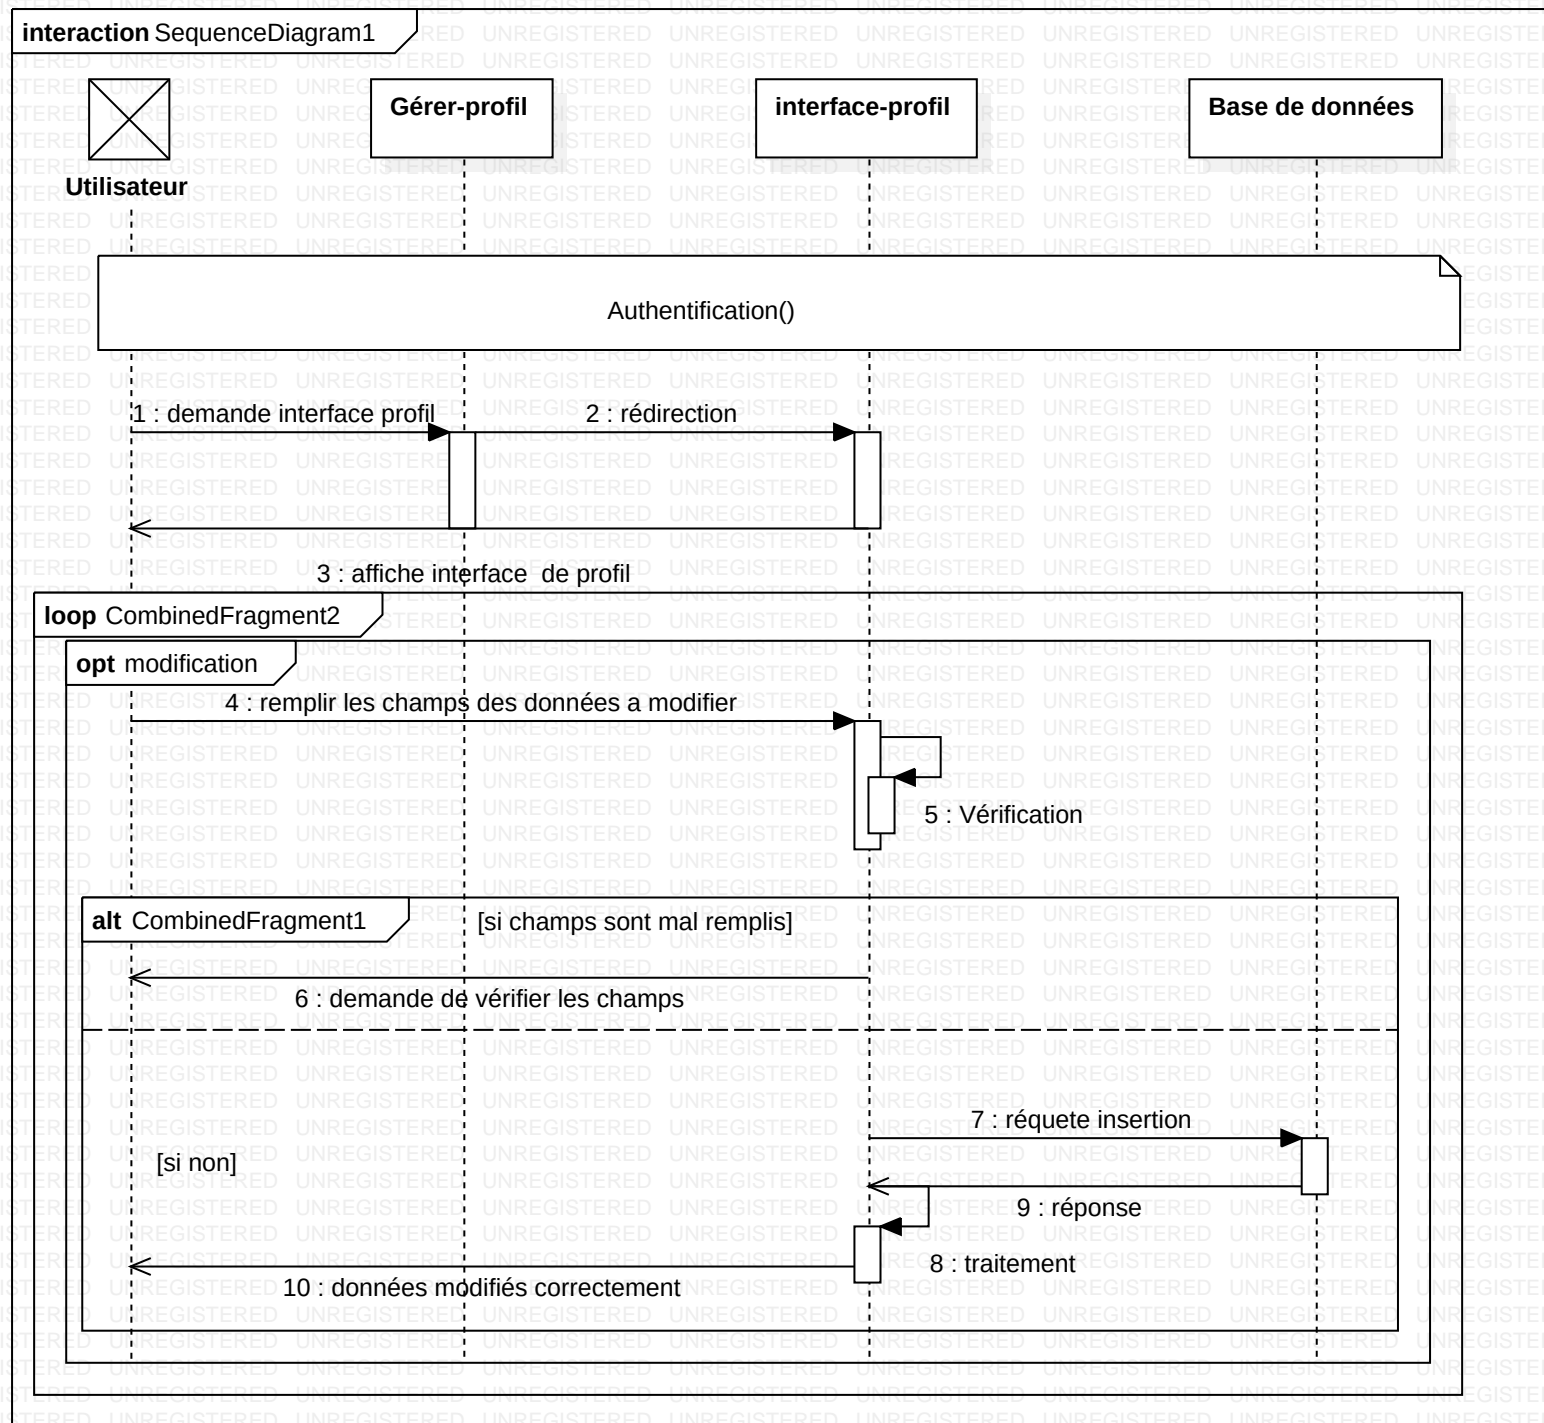 interaction SequenceDiagram1
Gérer-profil
interface-profil
Base de données
Utilisateur
Authentification()
1 : demande interface profil
2 : rédirection
3 : affiche interface de profil
loop CombinedFragment2
opt modification
4 : remplir les champs des données a modifier
5 : Vérification
alt CombinedFragment1
[si champs sont mal remplis]
6 : demande de vérifier les champs
7 : réquete insertion
[si non]
9 : réponse
8 : traitement
10 : données modifiés correctement
UNREGISTERED